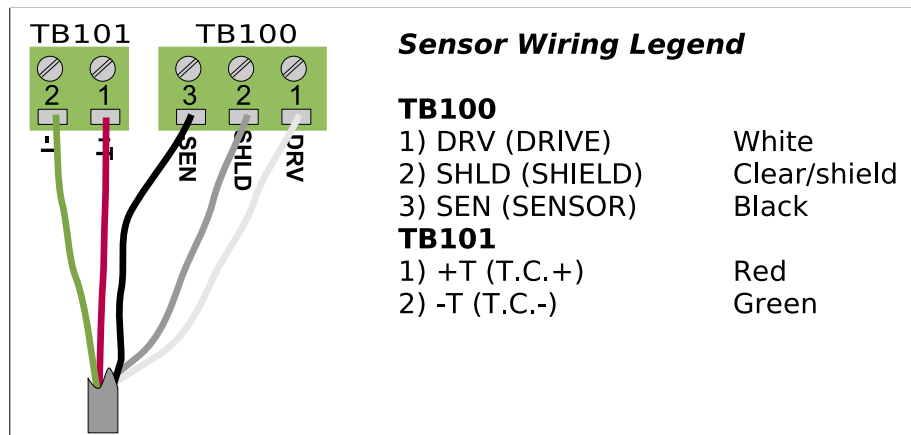 TB101
TB100
2
1
3
2
1
-T
+T
SEN
SHLD
DRV
Sensor Wiring Legend
TB100
1) DRV (DRIVE) White
2) SHLD (SHIELD) Clear/shield
3) SEN (SENSOR) Black
TB101
1) +T (T.C.+) Red
2) -T (T.C.-) Green